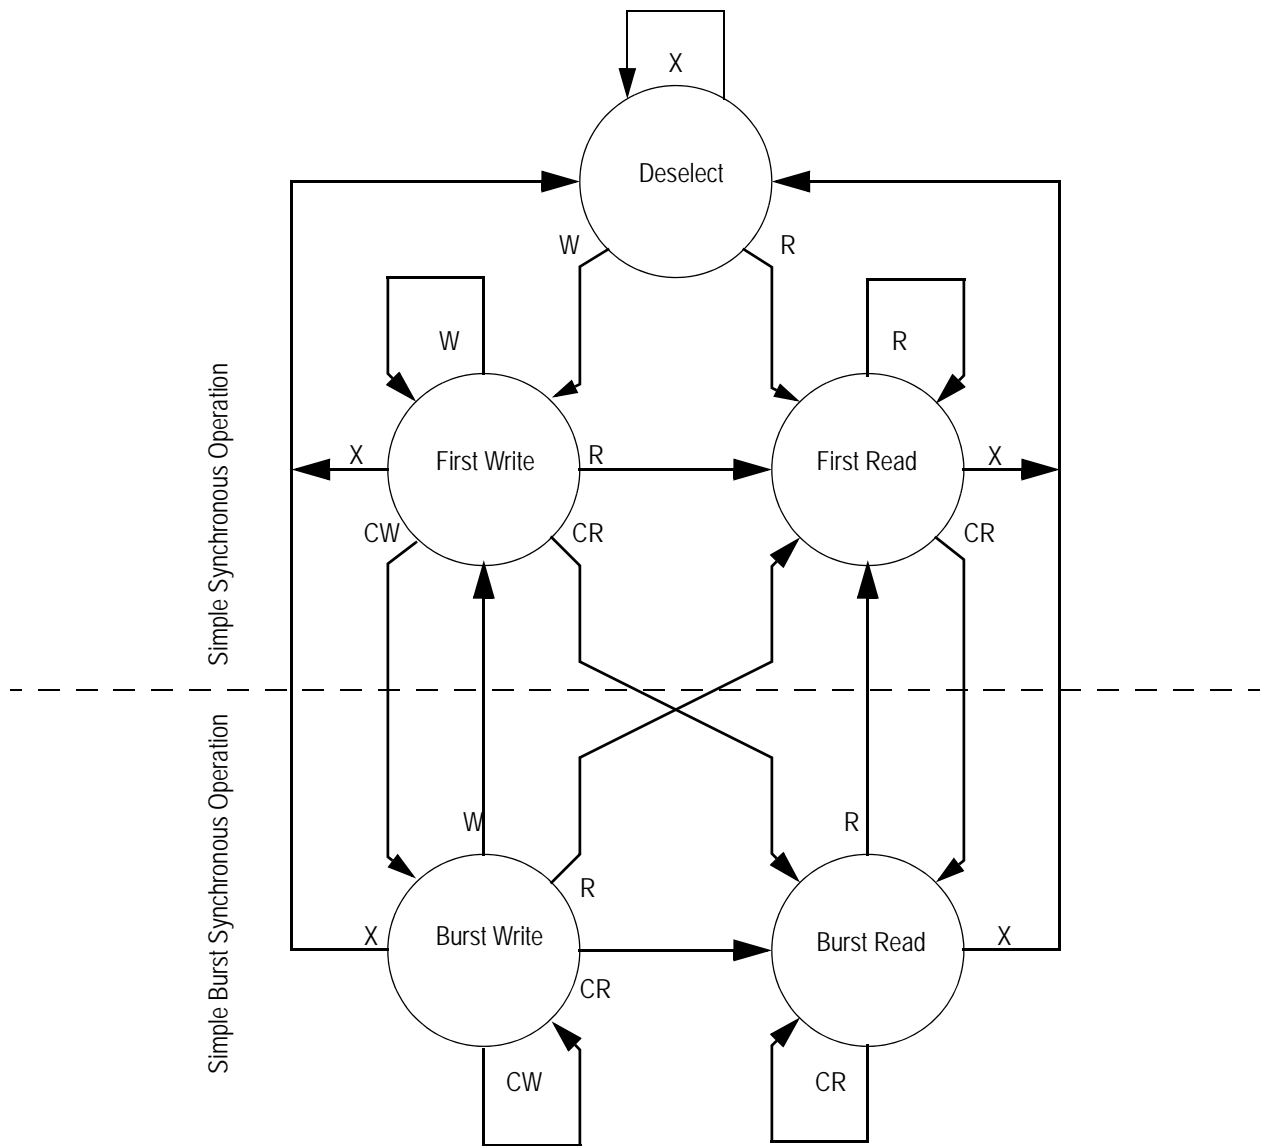 X
Deselect
W
R
W
R
Simple Synchronous Operation
X
First Write
R
First Read
X
CW
CR
CR
Simple Burst Synchronous Operation
W
R
R
X
Burst Write
Burst Read
X
CR
CW
CR